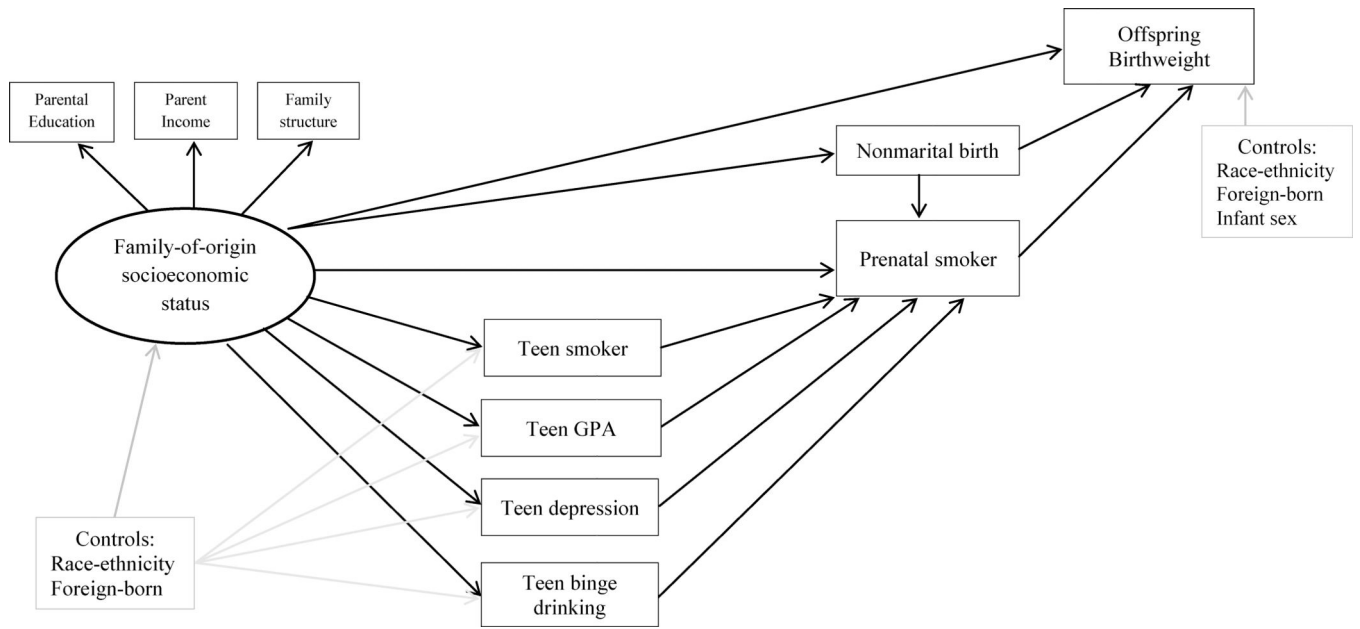 Offspring
Birthweight
Parental
Education
Parent
Income
Family
structure
Nonmarital birth
Controls:
Race-ethnicity
Foreign-born
Infant sex
Family-of-origin
socioeconomic
status
Prenatal smoker
Teen smoker
Teen GPA
Teen depression
Controls:
Race-ethnicity
Foreign-born
Teen binge
drinking